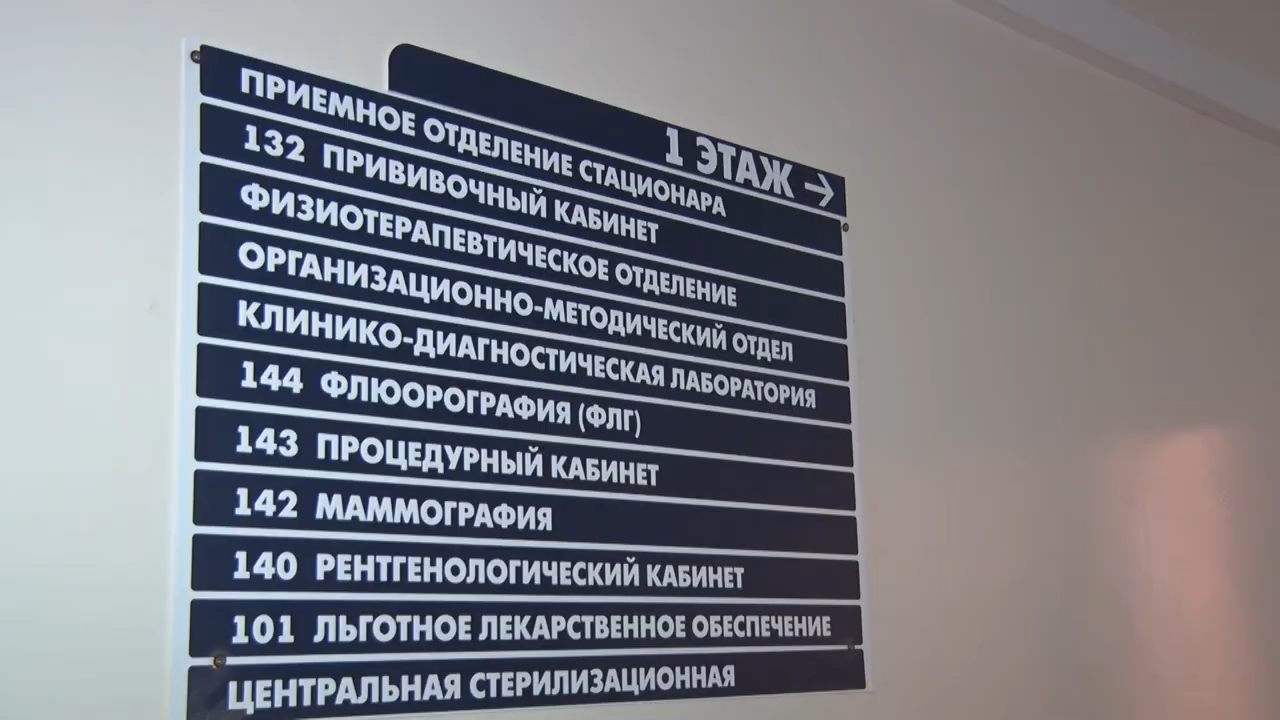 1 ЭТАЖ →
ПРИЕМНОЕ ОТДЕЛЕНИЕ СТАЦИОНАРА
132 ПРИВИВОЧНЫЙ КАБИНЕТ
ФИЗИОТЕРАПЕВТИЧЕСКОЕ ОТДЕЛЕНИЕ
ОРГАНИЗАЦИОННО-МЕТОДИЧЕСКИЙ ОТДЕЛ
КЛИНИКО-ДИАГНОСТИЧЕСКАЯ ЛАБОРАТОРИЯ
144 ФЛЮОРОГРАФИЯ (ФЛГ)
143 ПРОЦЕДУРНЫЙ КАБИНЕТ
142 МАММОГРАФИЯ
140 РЕНТГЕНОЛОГИЧЕСКИЙ КАБИНЕТ
101 ЛЬГОТНОЕ ЛЕКАРСТВЕННОЕ ОБЕСПЕЧЕНИЕ
ЦЕНТРАЛЬНАЯ СТЕРИЛИЗАЦИОННАЯ